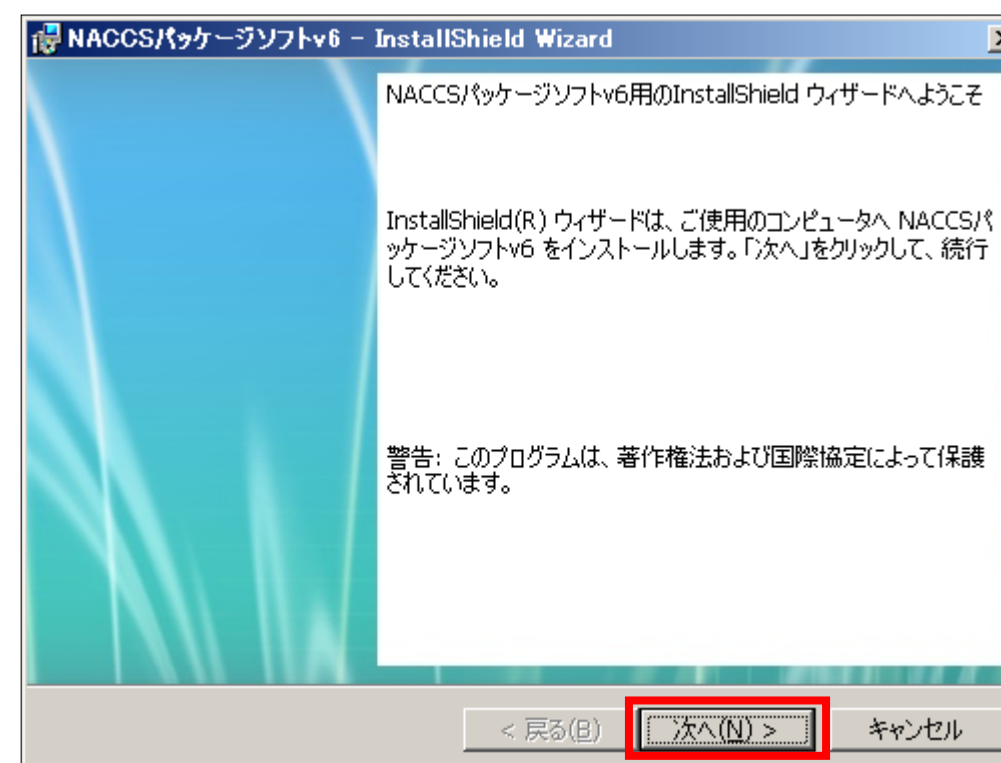 NACCSパッケージソフトv6 - InstallShield Wizard
NACCSパッケージソフトv6用のInstallShield ウィザードへようこそ
InstallShield(R) ウィザードは、ご使用のコンピュータへ NACCSパ
ッケージソフトv6 をインストールします。「次へ」をクリックして、続行
してください。
警告: このプログラムは、著作権法および国際協定によって保護
されています。
< 戻る(B)
次へ(N) >
キャンセル